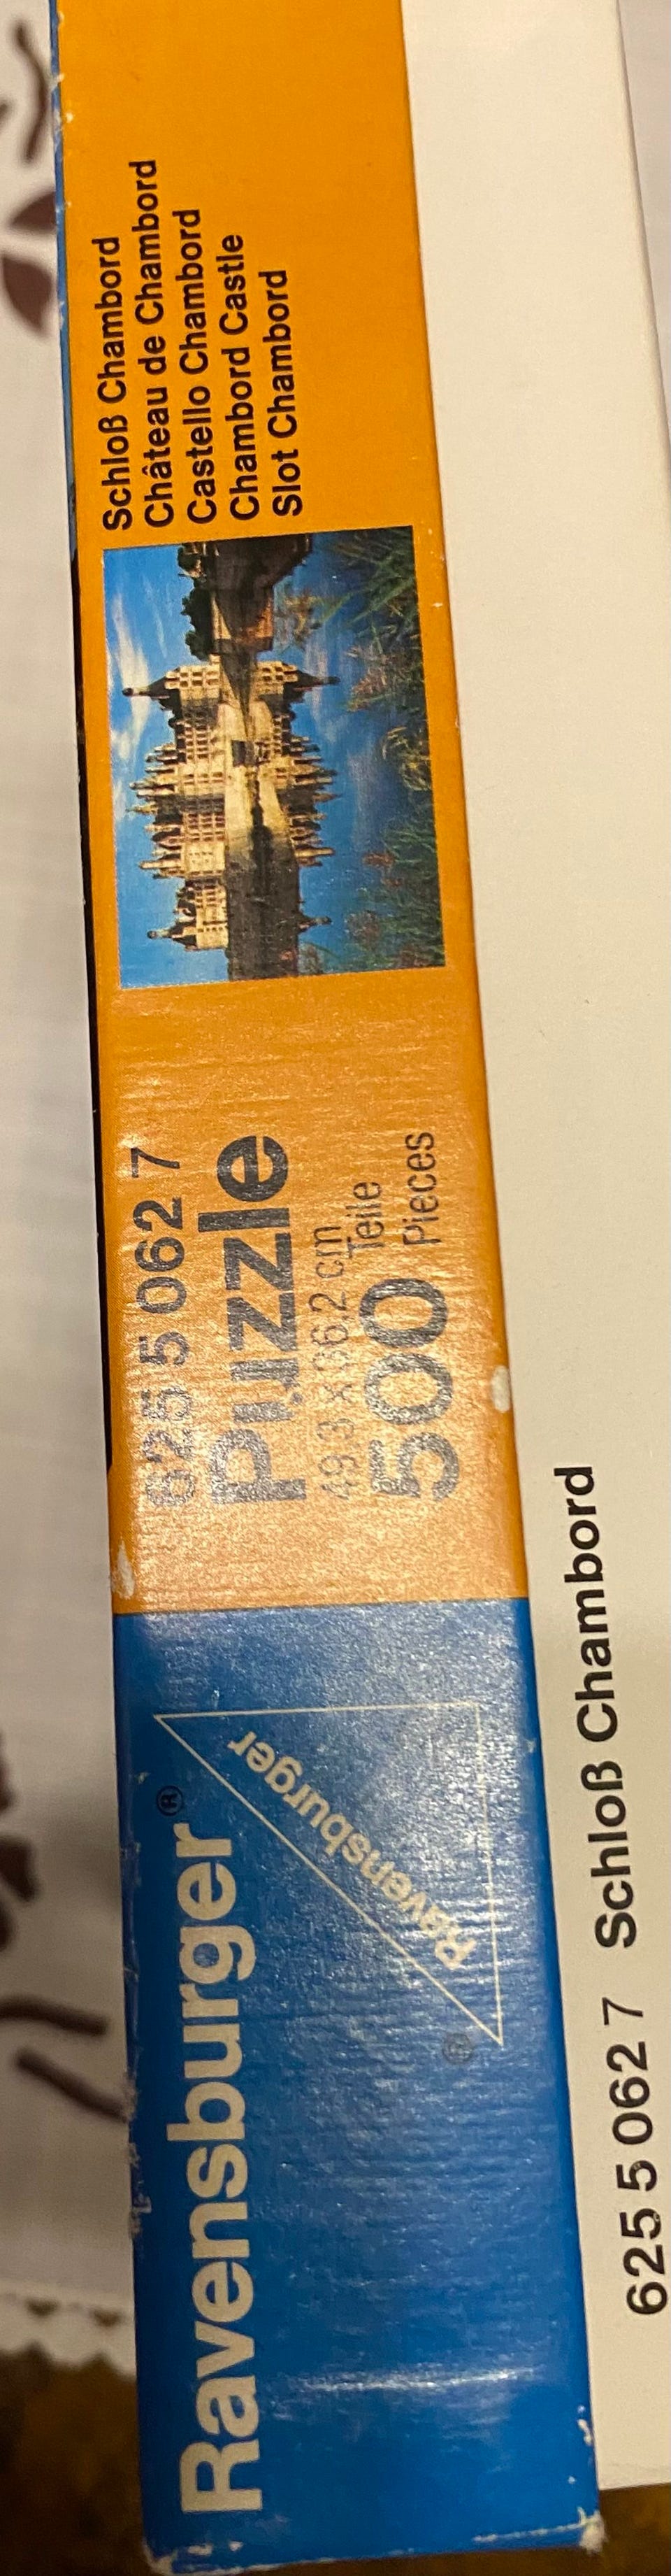 Ravensburger®
Ravensburger
®
625 5 062 7
Puzzle
49,3 x 36,2 cm
500 Teile
Pieces
Schloß Chambord
Château de Chambord
Castello Chambord
Chambord Castle
Slot Chambord
625 5 062 7 Schloß Chambord